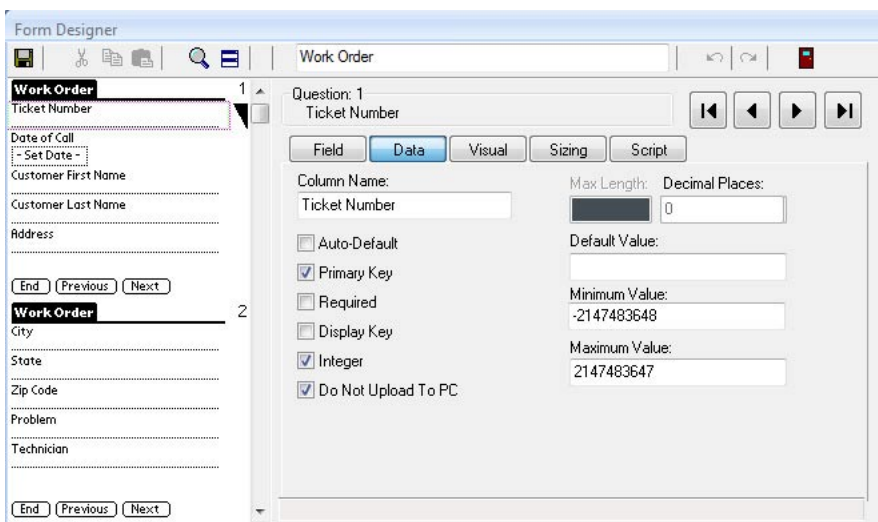 Form Designer
Work Order
Work Order 1
Ticket Number
Date of Call
- Set Date -
Customer First Name
Customer Last Name
Address
End Previous Next
Work Order 2
City
State
Zip Code
Problem
Technician
End Previous Next
Question: 1
Ticket Number
Field Data Visual Sizing Script
Column Name:
Ticket Number
Auto-Default
Primary Key
Required
Display Key
Integer
Do Not Upload To PC
Max Length: Decimal Places:
0
Default Value:
Minimum Value:
-2147483648
Maximum Value:
2147483647